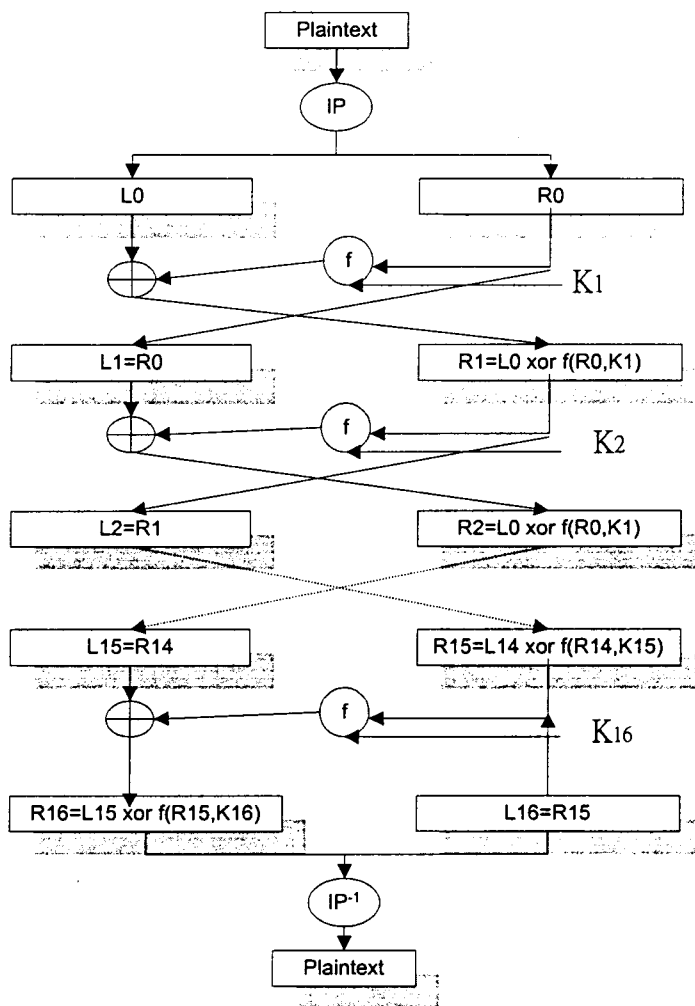 Plaintext
IP
L0
R0
f
K1
L1=R0
R1=L0 xor f(R0,K1)
f
K2
L2=R1
R2=L0 xor f(R0,K1)
L15=R14
R15=L14 xor f(R14,K15)
f
K16
R16=L15 xor f(R15,K16)
L16=R15
IP-1
Plaintext